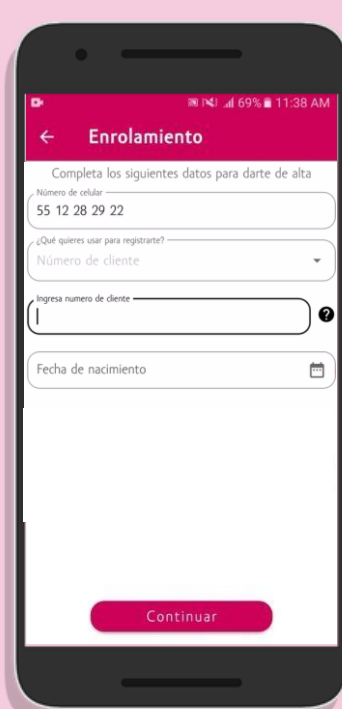 69% 11:38 AM
Enrolamiento
Completa los siguientes datos para darte de alta
Número de celular
55 12 28 29 22
¿Qué quieres usar para registrarte?
Número de cliente
Ingresa numero de cliente
?
Fecha de nacimiento
Continuar